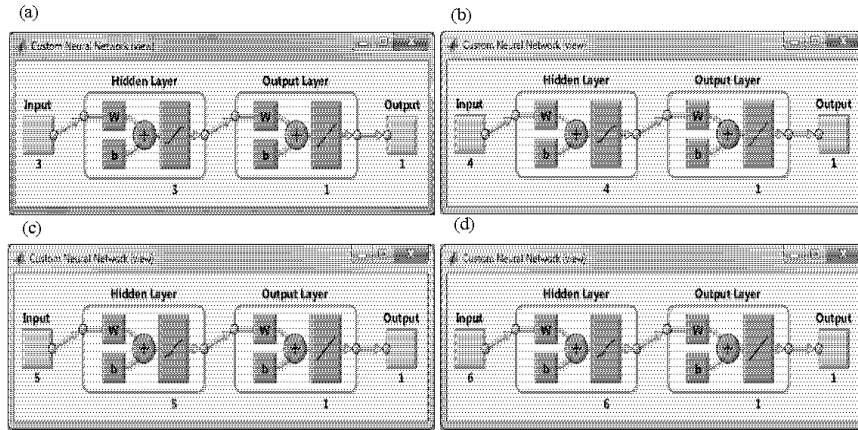 (a)
Custom Neural Network (view)
Hidden Layer
Output Layer
Input
W
b
+
W
b
+
Output
3
3
1
1
(b)
Custom Neural Network (view)
Hidden Layer
Output Layer
Input
W
b
+
W
b
+
Output
4
4
1
1
(c)
Custom Neural Network (view)
Hidden Layer
Output Layer
Input
W
b
+
W
b
+
Output
5
5
1
1
(d)
Custom Neural Network (view)
Hidden Layer
Output Layer
Input
W
b
+
W
b
+
Output
6
6
1
1